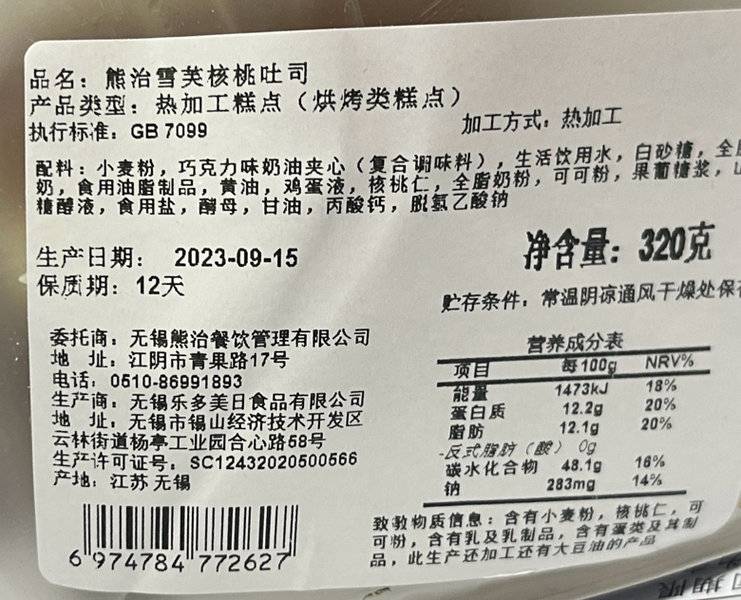 品名：熊治雪芙核桃吐司
产品类型：热加工糕点（烘烤类糕点）
执行标准：GB 7099
加工方式：热加工
配料：小麦粉，巧克力味奶油夹心（复合调味料），生活饮用水，白砂糖，全脂
奶，食用油脂制品，黄油，鸡蛋液，核桃仁，全脂奶粉，可可粉，果葡糖浆，山
糖醇液，食用盐，酵母，甘油，丙酸钙，脱氢乙酸钠
生产日期： 2023-09-15
保质期：12天
净含量：320克
贮存条件：常温阴凉通风干燥处保存
委托商：无锡熊治餐饮管理有限公司
地 址：江阴市青果路17号
电话：0510-86991893
生产商：无锡乐多美日食品有限公司
地 址：无锡市锡山经济技术开发区
云林街道杨亭工业园合心路58号
生产许可证号：SC12432020500566
产地：江苏 无锡
营养成分表
项目 每100g NRV%
能量 1473kJ 18%
蛋白质 12.2g 20%
脂肪 12.1g 20%
-反式脂肪（酸） 0g
碳水化合物 48.1g 16%
钠 283mg 14%
致敏物质信息：含有小麦粉，核桃仁，可
可粉，含有乳及乳制品，含有蛋类及其制
品，此生产还加工还有大豆油的产品
6 974784 772627